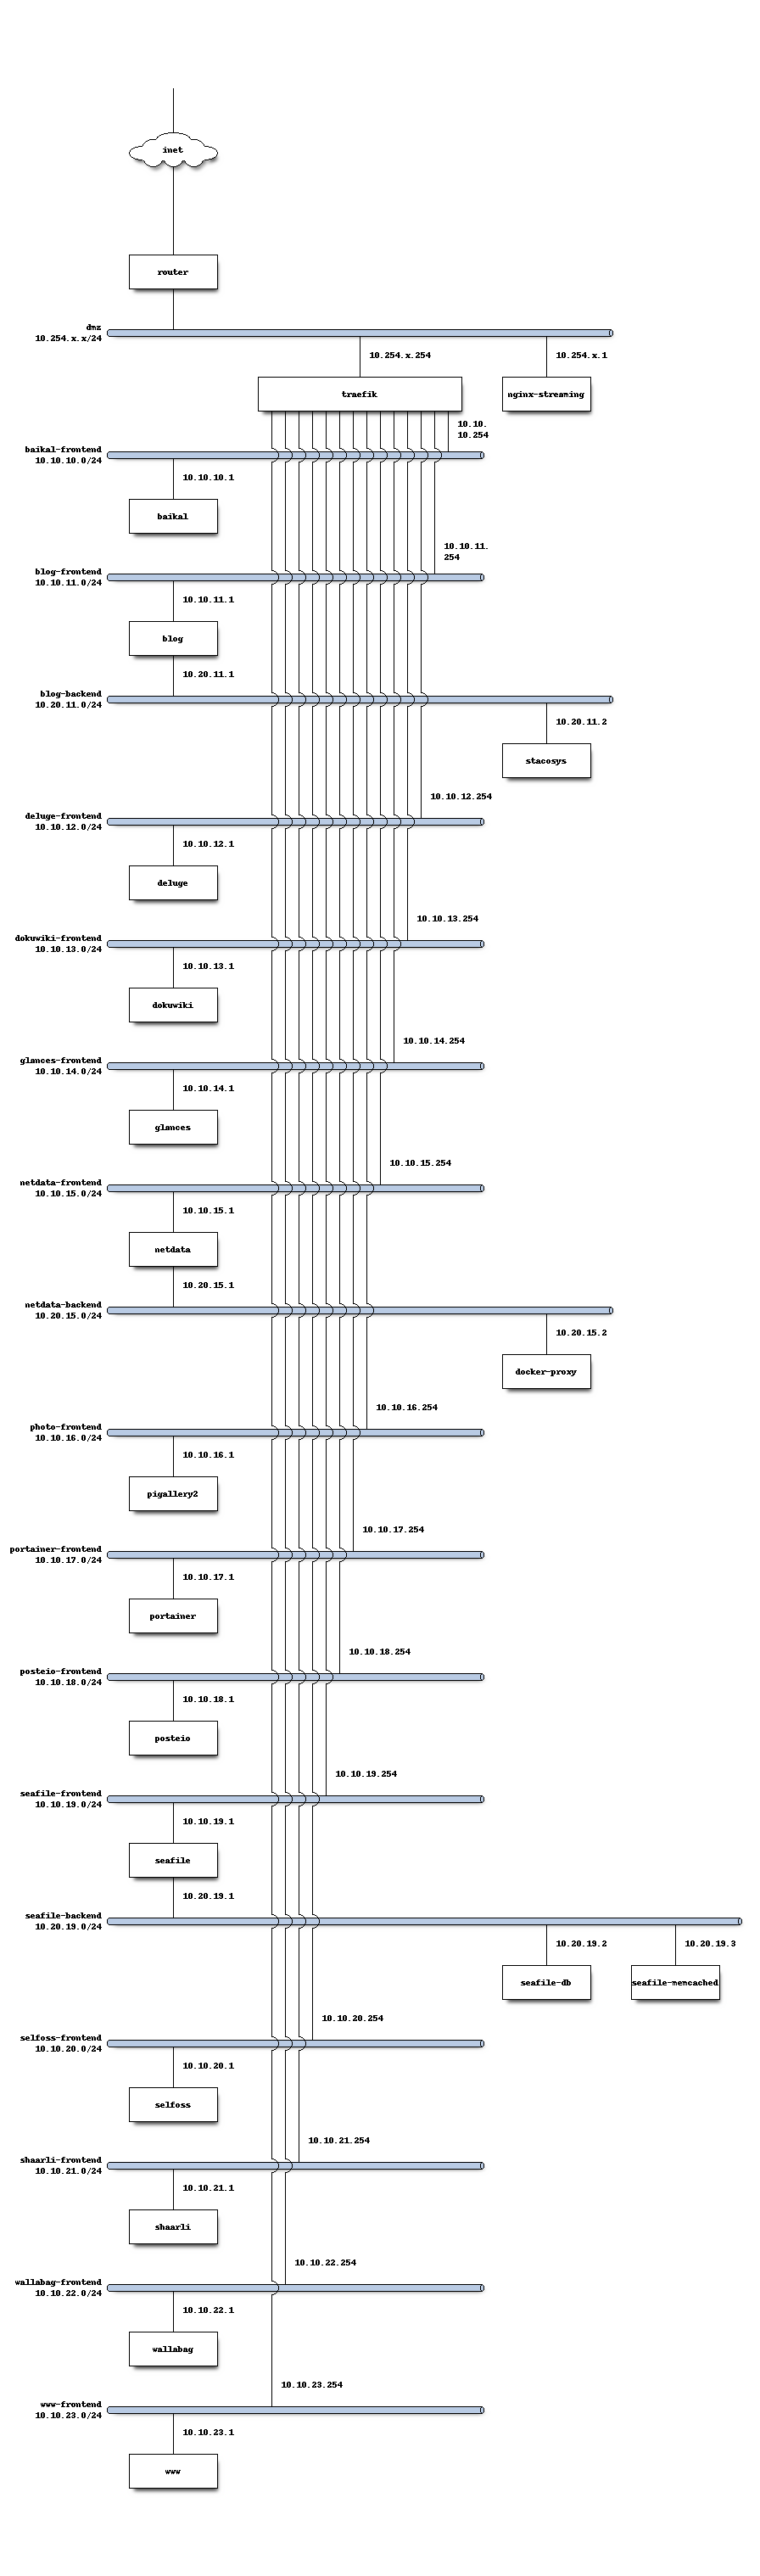 inet
router
dmz
10.254.x.x/24
10.254.x.254
10.254.x.1
traefik
nginx-streaming
10.10.
10.254
baikal-frontend
10.10.10.0/24
10.10.10.1
baikal
10.10.11.
254
blog-frontend
10.10.11.0/24
10.10.11.1
blog
10.20.11.1
blog-backend
10.20.11.0/24
10.20.11.2
stacosys
10.10.12.254
deluge-frontend
10.10.12.0/24
10.10.12.1
deluge
10.10.13.254
dokuwiki-frontend
10.10.13.0/24
10.10.13.1
dokuwiki
10.10.14.254
glances-frontend
10.10.14.0/24
10.10.14.1
glances
10.10.15.254
netdata-frontend
10.10.15.0/24
10.10.15.1
netdata
10.20.15.1
netdata-backend
10.20.15.0/24
10.20.15.2
docker-proxy
10.10.16.254
photo-frontend
10.10.16.0/24
10.10.16.1
pigallery2
10.10.17.254
portainer-frontend
10.10.17.0/24
10.10.17.1
portainer
10.10.18.254
posteio-frontend
10.10.18.0/24
10.10.18.1
posteio
10.10.19.254
seafile-frontend
10.10.19.0/24
10.10.19.1
seafile
10.20.19.1
seafile-backend
10.20.19.0/24
10.20.19.2
10.20.19.3
seafile-db
seafile-memcached
10.10.20.254
selfoss-frontend
10.10.20.0/24
10.10.20.1
selfoss
10.10.21.254
shaarli-frontend
10.10.21.0/24
10.10.21.1
shaarli
10.10.22.254
wallabag-frontend
10.10.22.0/24
10.10.22.1
wallabag
10.10.23.254
www-frontend
10.10.23.0/24
10.10.23.1
www